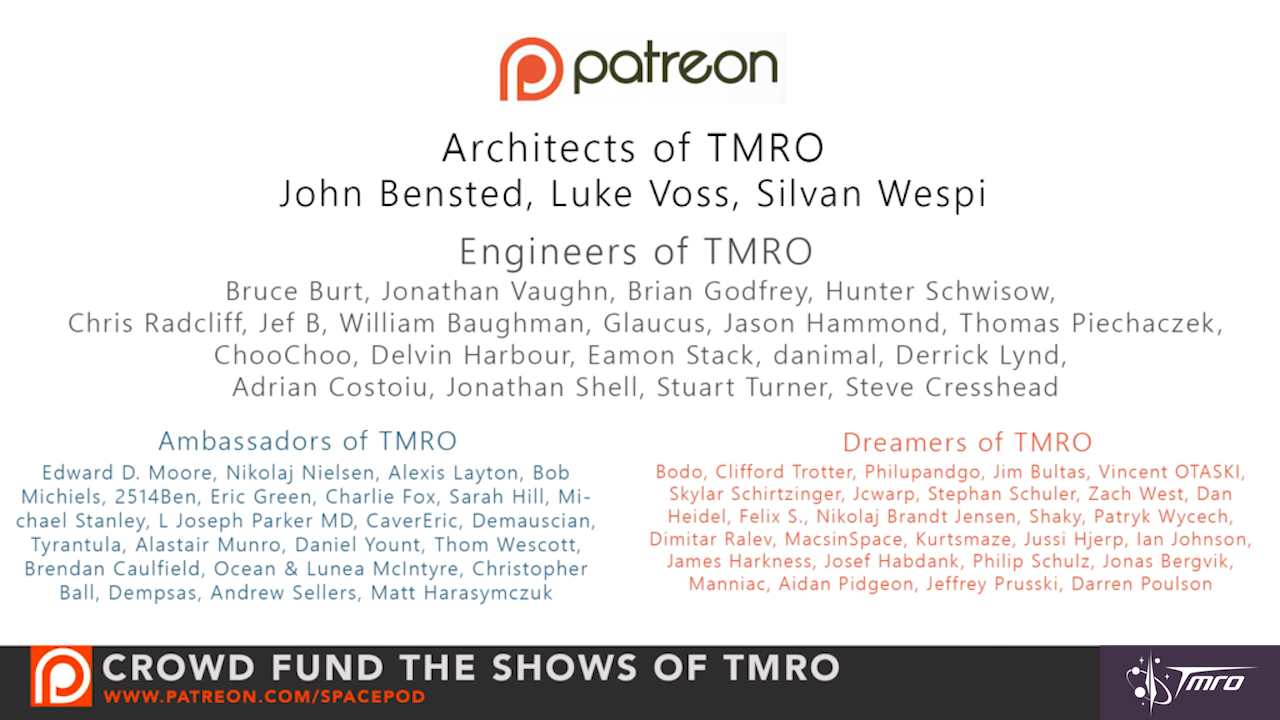 patreon
Architects of TMRO
John Bensted, Luke Voss, Silvan Wespi
Engineers of TMRO
Bruce Burt, Jonathan Vaughn, Brian Godfrey, Hunter Schwisow,
Chris Radcliff, Jef B, William Baughman, Glaucus, Jason Hammond, Thomas Piechaczek,
ChooChoo, Delvin Harbour, Eamon Stack, danimal, Derrick Lynd,
Adrian Costoiu, Jonathan Shell, Stuart Turner, Steve Cresshead
Ambassadors of TMRO
Edward D. Moore, Nikolaj Nielsen, Alexis Layton, Bob
Michiels, 2514Ben, Eric Green, Charlie Fox, Sarah Hill, Mi-
chael Stanley, L Joseph Parker MD, CaverEric, Demauscian,
Tyrantula, Alastair Munro, Daniel Yount, Thom Wescott,
Brendan Caulfield, Ocean & Lunea McIntyre, Christopher
Ball, Dempsas, Andrew Sellers, Matt Harasymczuk
Dreamers of TMRO
Bodo, Clifford Trotter, Philupandgo, Jim Bultas, Vincent OTASKI,
Skylar Schirtzinger, Jcwarp, Stephan Schuler, Zach West, Dan
Heidel, Felix S., Nikolaj Brandt Jensen, Shaky, Patryk Wycech,
Dimitar Ralev, MacsinSpace, Kurtsmaze, Jussi Hjerp, Ian Johnson,
James Harkness, Josef Habdank, Philip Schulz, Jonas Bergvik,
Manniac, Aidan Pidgeon, Jeffrey Prusski, Darren Poulson
CROWD FUND THE SHOWS OF TMRO
WWW.PATREON.COM/SPACEPOD
Tmro